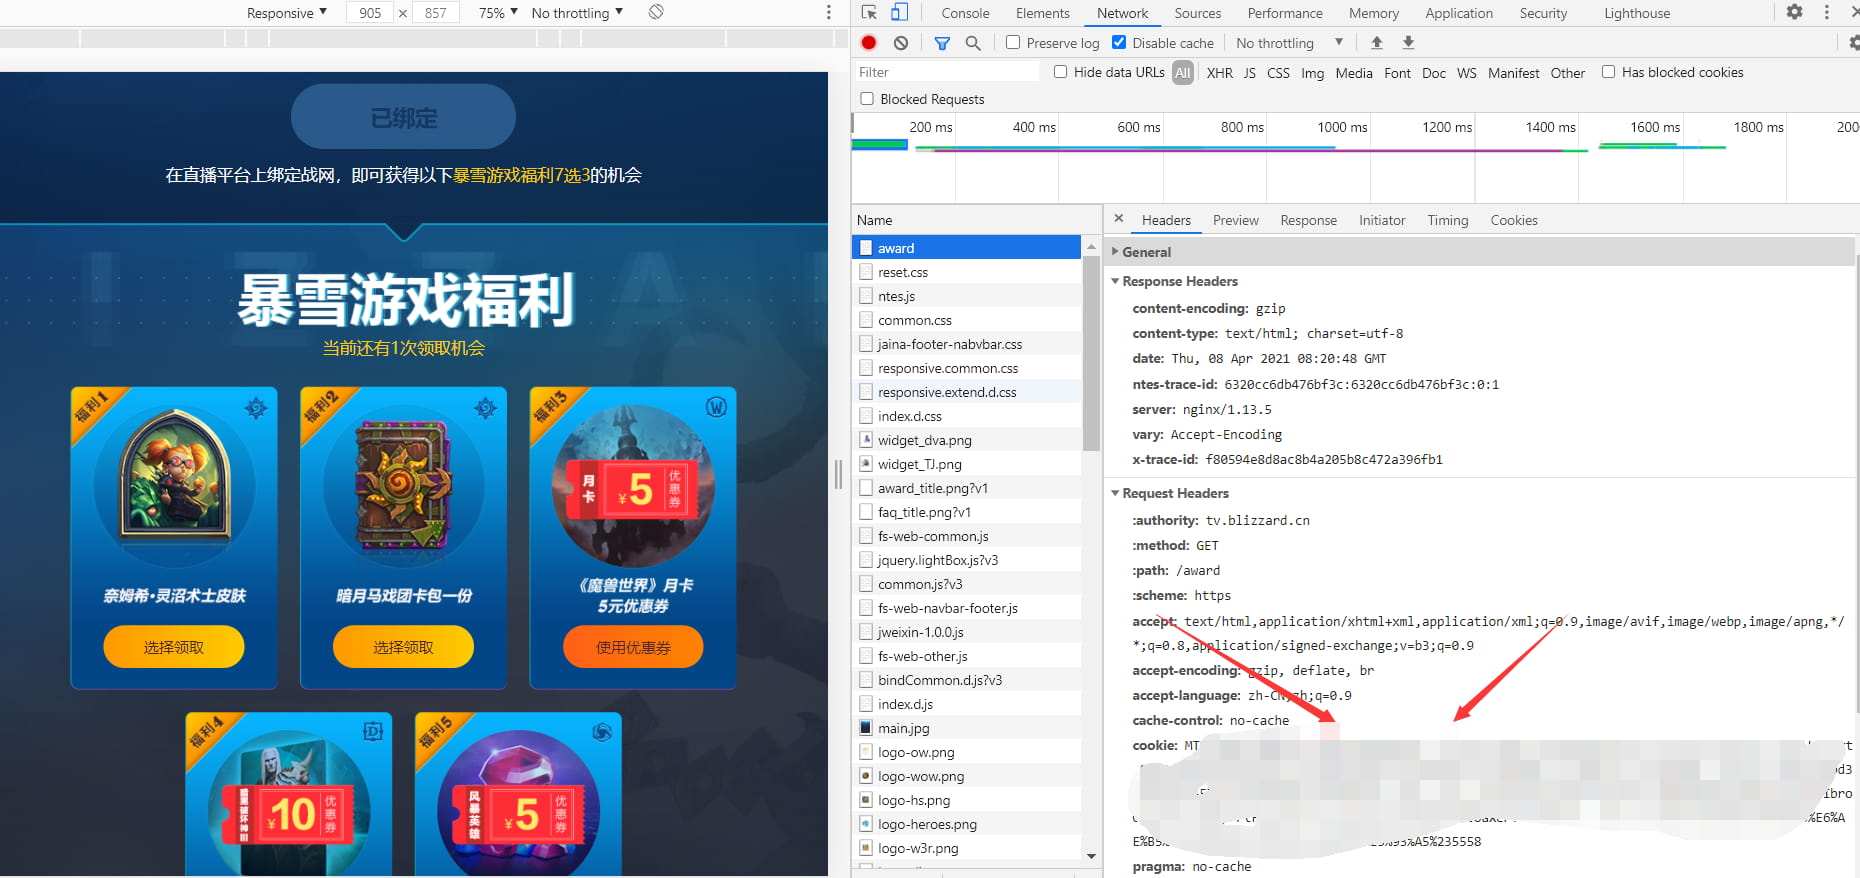 Responsive ▼ 905 × 857 75% ▼ No throttling ▼
已绑定
在直播平台上绑定战网，即可获得以下暴雪游戏福利7选3的机会
暴雪游戏福利
当前还有1次领取机会
福利1
奈姆希·灵沼术士皮肤
选择领取
福利2
暗月马戏团卡包一份
选择领取
福利3
月卡 ¥5 优惠券
《魔兽世界》月卡
5元优惠券
使用优惠券
福利4
暗黑破坏神III ¥10 优惠券
福利5
风暴英雄 ¥5 优惠券
Console Elements Network Sources Performance Memory Application Security Lighthouse
Preserve log Disable cache No throttling ▼
Filter Hide data URLs All XHR JS CSS Img Media Font Doc WS Manifest Other Has blocked cookies
Blocked Requests
200 ms 400 ms 600 ms 800 ms 1000 ms 1200 ms 1400 ms 1600 ms 1800 ms 200
Name
award
reset.css
ntes.js
common.css
jaina-footer-nabvbar.css
responsive.common.css
responsive.extend.d.css
index.d.css
widget_dva.png
widget_TJ.png
award_title.png?v1
faq_title.png?v1
fs-web-common.js
jquery.lightBox.js?v3
common.js?v3
fs-web-navbar-footer.js
jweixin-1.0.0.js
fs-web-other.js
bindCommon.d.js?v3
index.d.js
main.jpg
logo-ow.png
logo-wow.png
logo-hs.png
logo-heroes.png
logo-w3r.png
× Headers Preview Response Initiator Timing Cookies
General
Response Headers
content-encoding: gzip
content-type: text/html; charset=utf-8
date: Thu, 08 Apr 2021 08:20:48 GMT
ntes-trace-id: 6320cc6db476bf3c:6320cc6db476bf3c:0:1
server: nginx/1.13.5
vary: Accept-Encoding
x-trace-id: f80594e8d8ac8b4a205b8c472a396fb1
Request Headers
:authority: tv.blizzard.cn
:method: GET
:path: /award
:scheme: https
accept: text/html,application/xhtml+xml,application/xml;q=0.9,image/avif,image/webp,image/apng,*/
*;q=0.8,application/signed-exchange;v=b3;q=0.9
accept-encoding: gzip, deflate, br
accept-language: zh-CN,zh;q=0.9
cache-control: no-cache
cookie: MT
pragma: no-cache